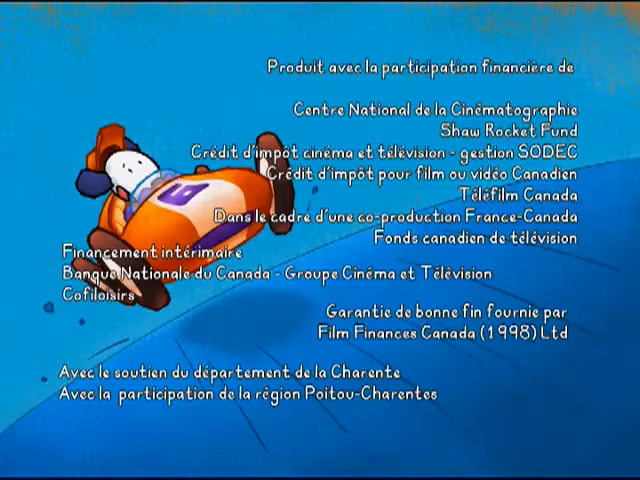 Produit avec la participation financière de
Centre National de la Cinématographie
Shaw Rocket Fund
Crédit d'impôt cinéma et télévision - gestion SODEC
Crédit d'impôt pour film ou vidéo Canadien
Téléfilm Canada
Dans le cadre d'une co-production France-Canada
Fonds canadien de télévision
Financement intérimaire
Banque Nationale du Canada - Groupe Cinéma et Télévision
Cofiloisirs
Garantie de bonne fin fournie par
Film Finances Canada (1998) Ltd
Avec le soutien du département de la Charente
Avec la participation de la région Poitou-Charentes